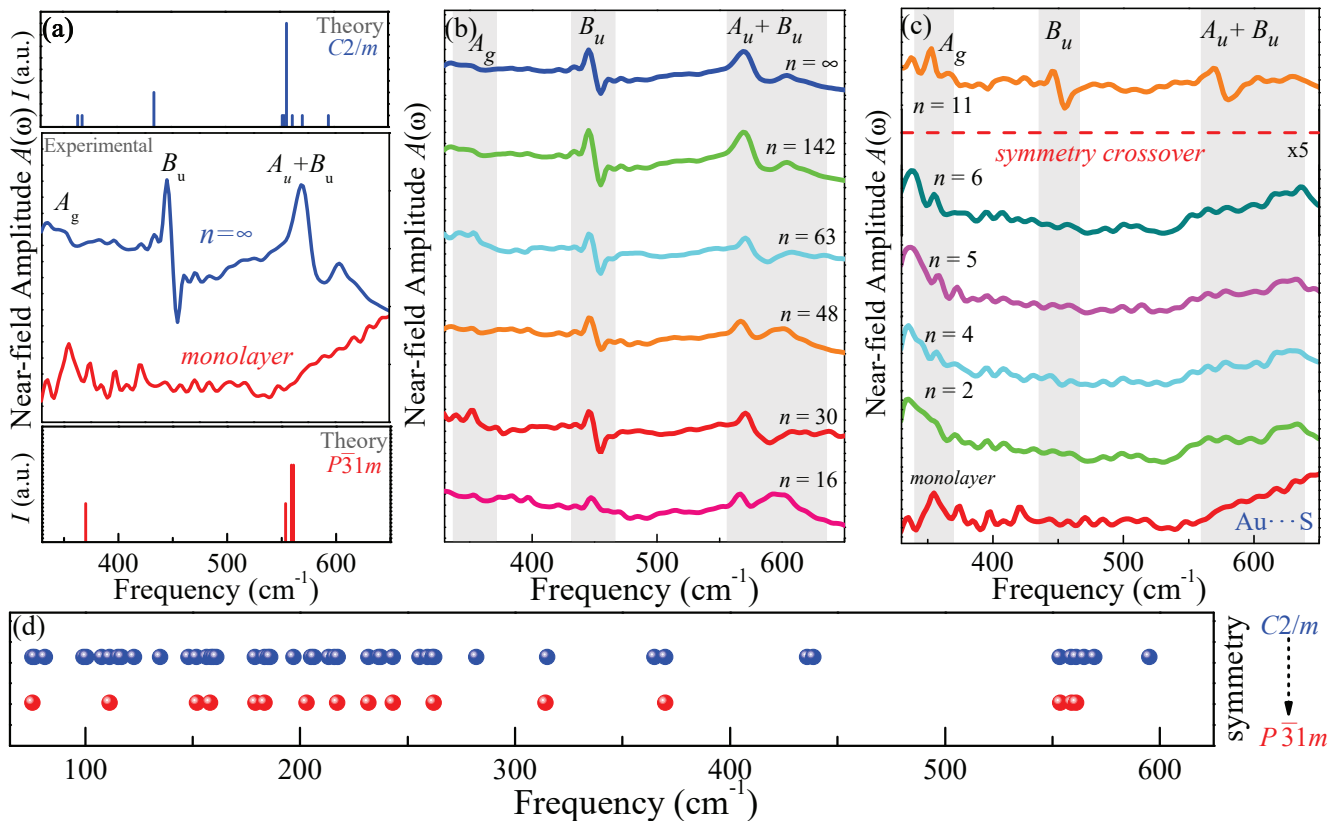 (a)
Theory
C2/m
I (a.u.)
Experimental
Near-field Amplitude A(ω)
A_g
B_u
A_u+B_u
n=∞
monolayer
Theory
P3̅1m
I (a.u.)
400 500 600
Frequency (cm⁻¹)
(b)
Near-field Amplitude A(ω)
A_g
B_u
A_u + B_u
n = ∞
n = 142
n = 63
n = 48
n = 30
n = 16
400 500 600
Frequency (cm⁻¹)
(c)
Near-field Amplitude A(ω)
A_g
B_u
A_u + B_u
n = 11
symmetry crossover
x5
n = 6
n = 5
n = 4
n = 2
monolayer
Au···S
400 500 600
Frequency (cm⁻¹)
(d)
symmetry
C2/m
P3̅1m
100 200 300 400 500 600
Frequency (cm⁻¹)